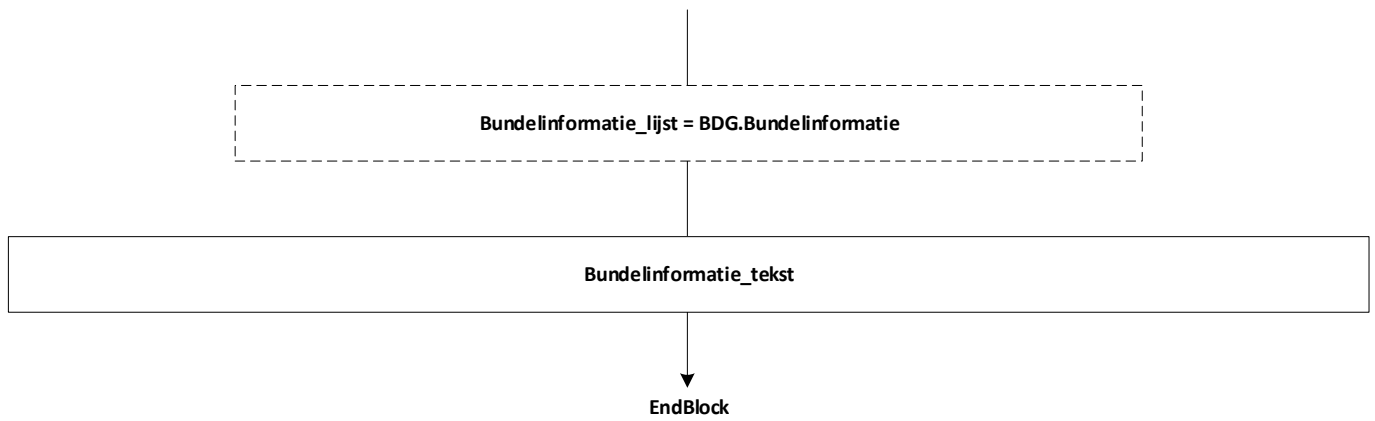 Bundelinformatie_lijst = BDG.Bundelinformatie
Bundelinformatie_tekst
EndBlock